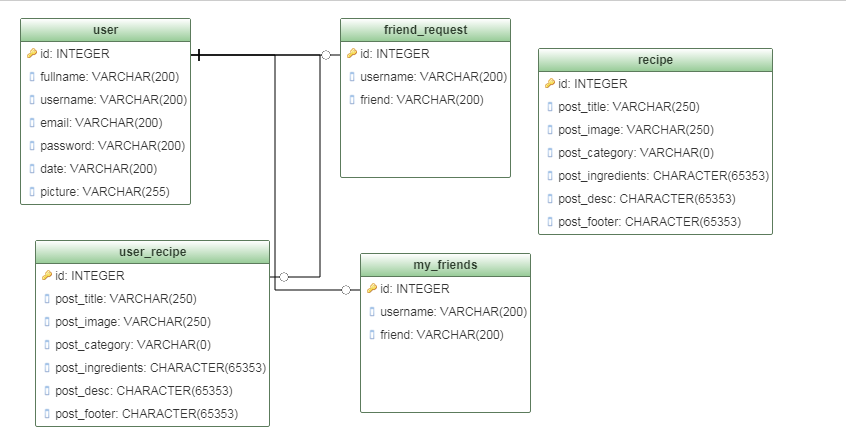 user
id: INTEGER
fullname: VARCHAR(200)
username: VARCHAR(200)
email: VARCHAR(200)
password: VARCHAR(200)
date: VARCHAR(200)
picture: VARCHAR(255)
friend_request
id: INTEGER
username: VARCHAR(200)
friend: VARCHAR(200)
recipe
id: INTEGER
post_title: VARCHAR(250)
post_image: VARCHAR(250)
post_category: VARCHAR(0)
post_ingredients: CHARACTER(65353)
post_desc: CHARACTER(65353)
post_footer: CHARACTER(65353)
user_recipe
id: INTEGER
post_title: VARCHAR(250)
post_image: VARCHAR(250)
post_category: VARCHAR(0)
post_ingredients: CHARACTER(65353)
post_desc: CHARACTER(65353)
post_footer: CHARACTER(65353)
my_friends
id: INTEGER
username: VARCHAR(200)
friend: VARCHAR(200)